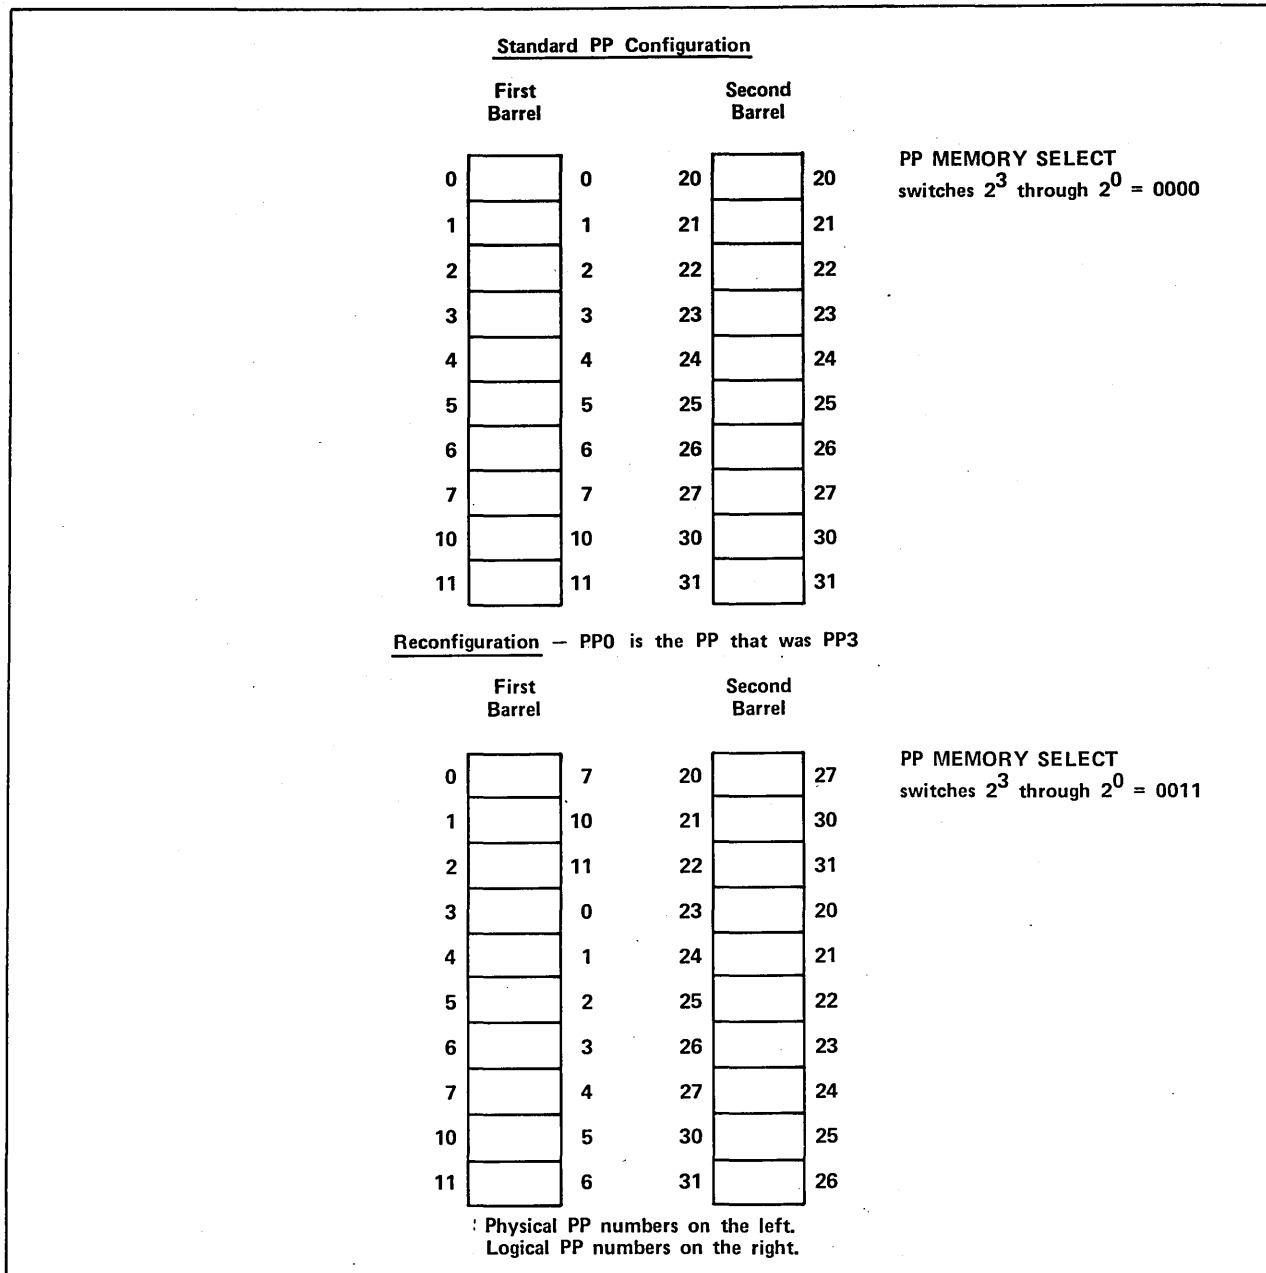 Standard PP Configuration
First Barrel Second Barrel
0 0 20 20
1 1 21 21
2 2 22 22
3 3 23 23
4 4 24 24
5 5 25 25
6 6 26 26
7 7 27 27
10 10 30 30
11 11 31 31
PP MEMORY SELECT
switches 2^3 through 2^0 = 0000
Reconfiguration — PP0 is the PP that was PP3
First Barrel Second Barrel
0 7 20 27
1 10 21 30
2 11 22 31
3 0 23 20
4 1 24 21
5 2 25 22
6 3 26 23
7 4 27 24
10 5 30 25
11 6 31 26
PP MEMORY SELECT
switches 2^3 through 2^0 = 0011
Physical PP numbers on the left.
Logical PP numbers on the right.